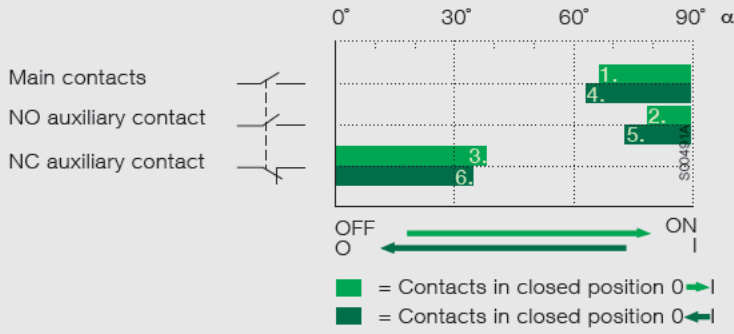 0° 30° 60° 90° α
Main contacts
1.
4.
NO auxiliary contact
2.
5.
NC auxiliary contact
3.
6.
S00491A
OFF ON
O I
= Contacts in closed position 0➔I
= Contacts in closed position 0←I